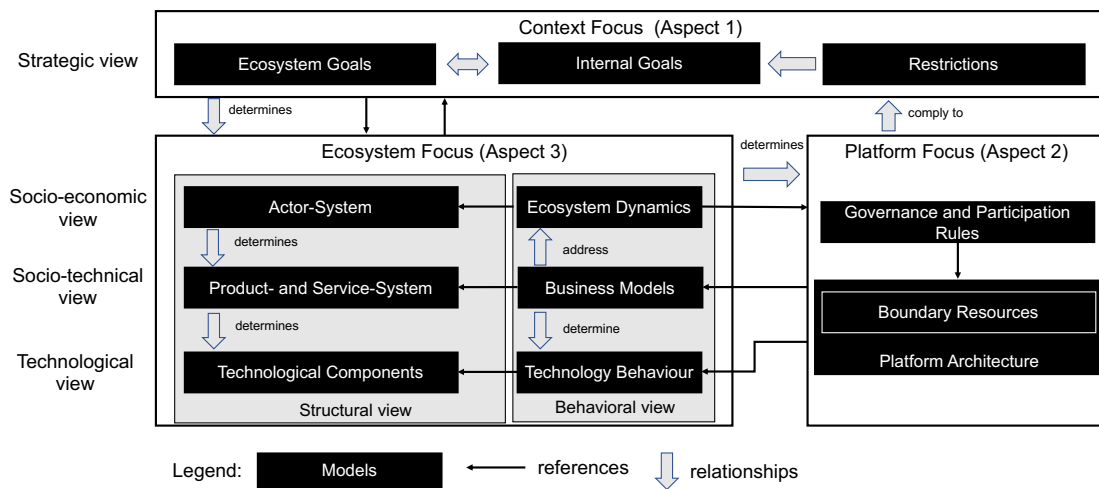 Context Focus  (Aspect 1)
Strategic view
Ecosystem Goals
Internal Goals
Restrictions
determines
comply to
Ecosystem Focus (Aspect 3)
determines
Platform Focus (Aspect 2)
Socio-economic
view
Actor-System
Ecosystem Dynamics
Governance and Participation
Rules
determines
address
Socio-technical
view
Product- and Service-System
Business Models
Boundary Resources
determines
determine
Technological
view
Technological Components
Technology Behaviour
Platform Architecture
Structural view
Behavioral view
Legend:
Models
references
relationships